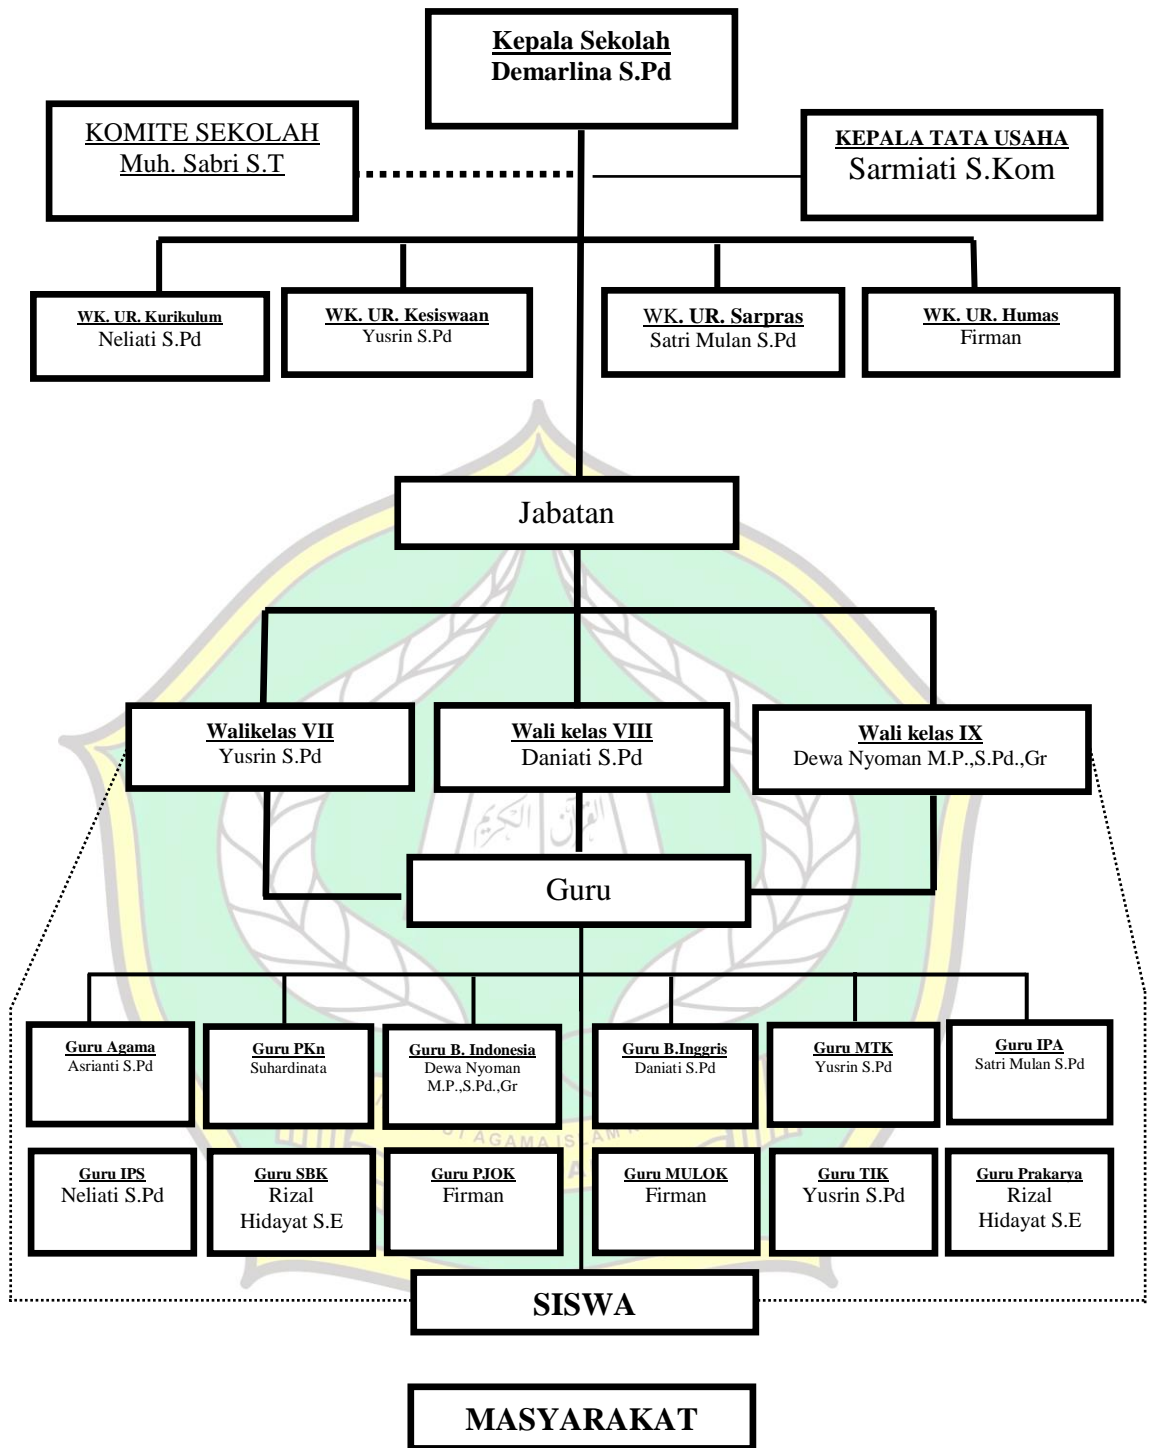 Kepala Sekolah
Demarlina S.Pd
KOMITE SEKOLAH
Muh. Sabri S.T
KEPALA TATA USAHA
Sarmiati S.Kom
WK. UR. Kurikulum
Neliati S.Pd
WK. UR. Kesiswaan
Yusrin S.Pd
WK. UR. Sarpras
Satri Mulan S.Pd
WK. UR. Humas
Firman
Jabatan
Walikelas VII
Yusrin S.Pd
Wali kelas VIII
Daniati S.Pd
Wali kelas IX
Dewa Nyoman M.P.,S.Pd.,Gr
القرآن الكريم
Guru
Guru Agama
Asrianti S.Pd
Guru PKn
Suhardinata
Guru B. Indonesia
Dewa Nyoman
M.P.,S.Pd.,Gr
Guru B.Inggris
Daniati S.Pd
Guru MTK
Yusrin S.Pd
Guru IPA
Satri Mulan S.Pd
AGAMA ISLAM
Guru IPS
Neliati S.Pd
Guru SBK
Rizal
Hidayat S.E
Guru PJOK
Firman
Guru MULOK
Firman
Guru TIK
Yusrin S.Pd
Guru Prakarya
Rizal
Hidayat S.E
SISWA
MASYARAKAT